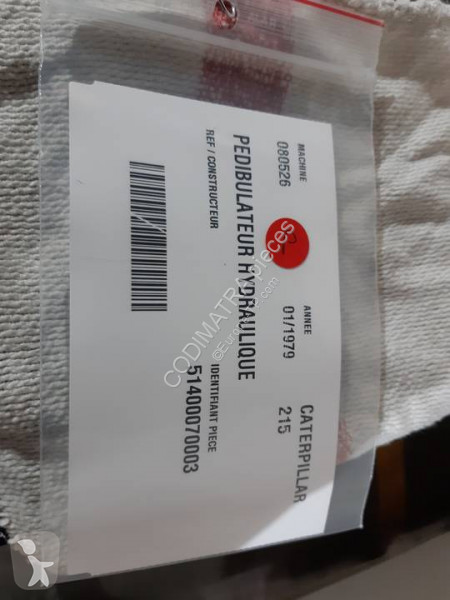 MACHINE
080526
ANNEE
01/1979
CATERPILLAR
215
PEDIBULATEUR HYDRAULIQUE
REF / CONSTRUCTEUR
IDENTIFIANT PIECE
51400070003
CODIMATRA pieces